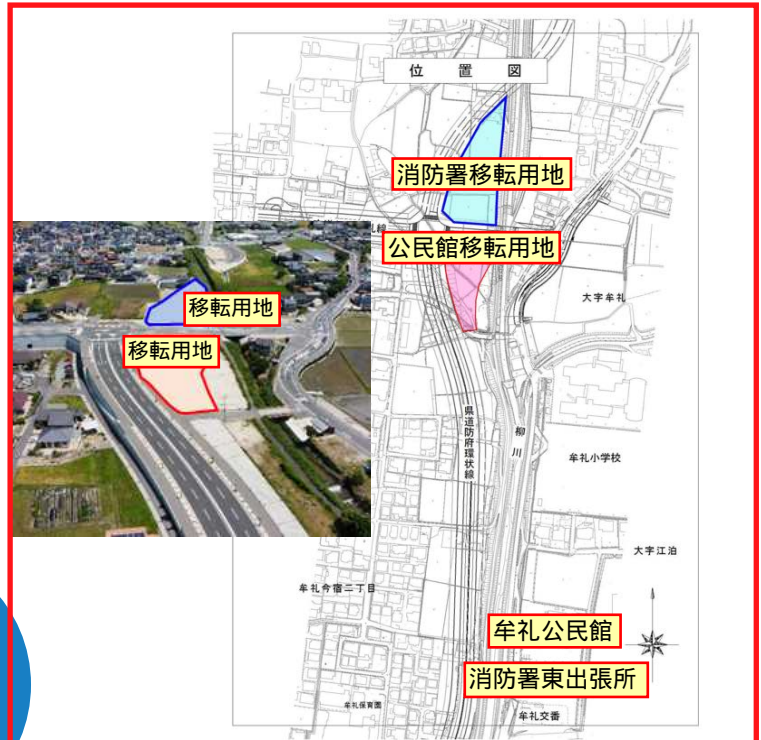 位置図
消防署移転用地
礼線
公民館移転用地
移転用地
移転用地
大字牟礼
県道防府環状線
柳川
牟礼小学校
大字江泊
牟礼今宿二丁目
牟礼公民館
消防署東出張所
牟礼保育園
牟礼交番